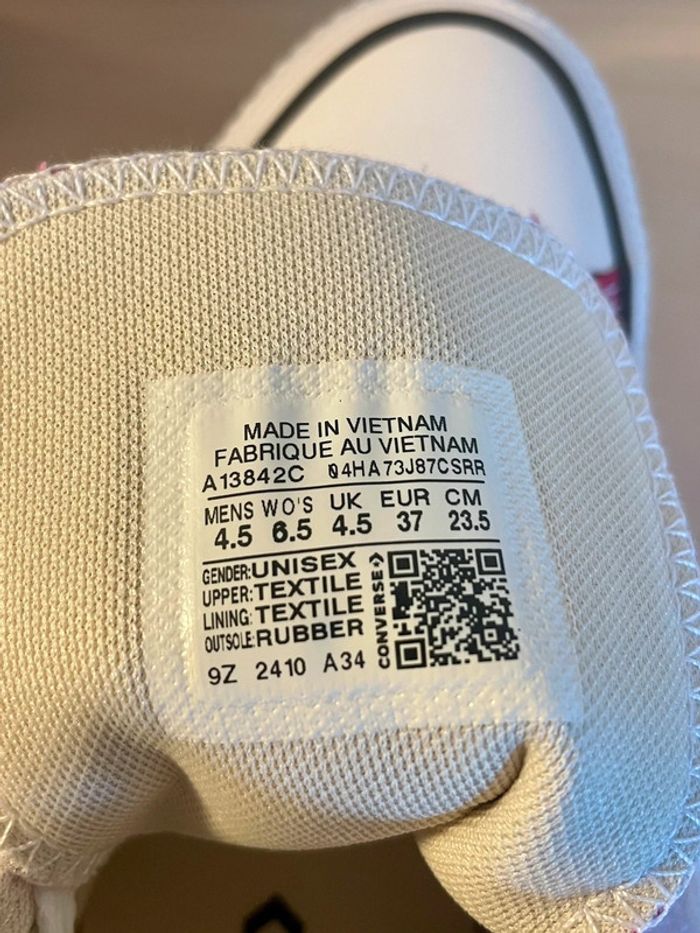 MADE IN VIETNAM
FABRIQUE AU VIETNAM
A13842C 04HA73J87CSRR
MENS WO'S UK EUR CM
4.5 6.5 4.5 37 23.5
GENDER:UNISEX
UPPER:TEXTILE
LINING:TEXTILE
OUTSOLE:RUBBER
CONVERSE
9Z 2410 A34